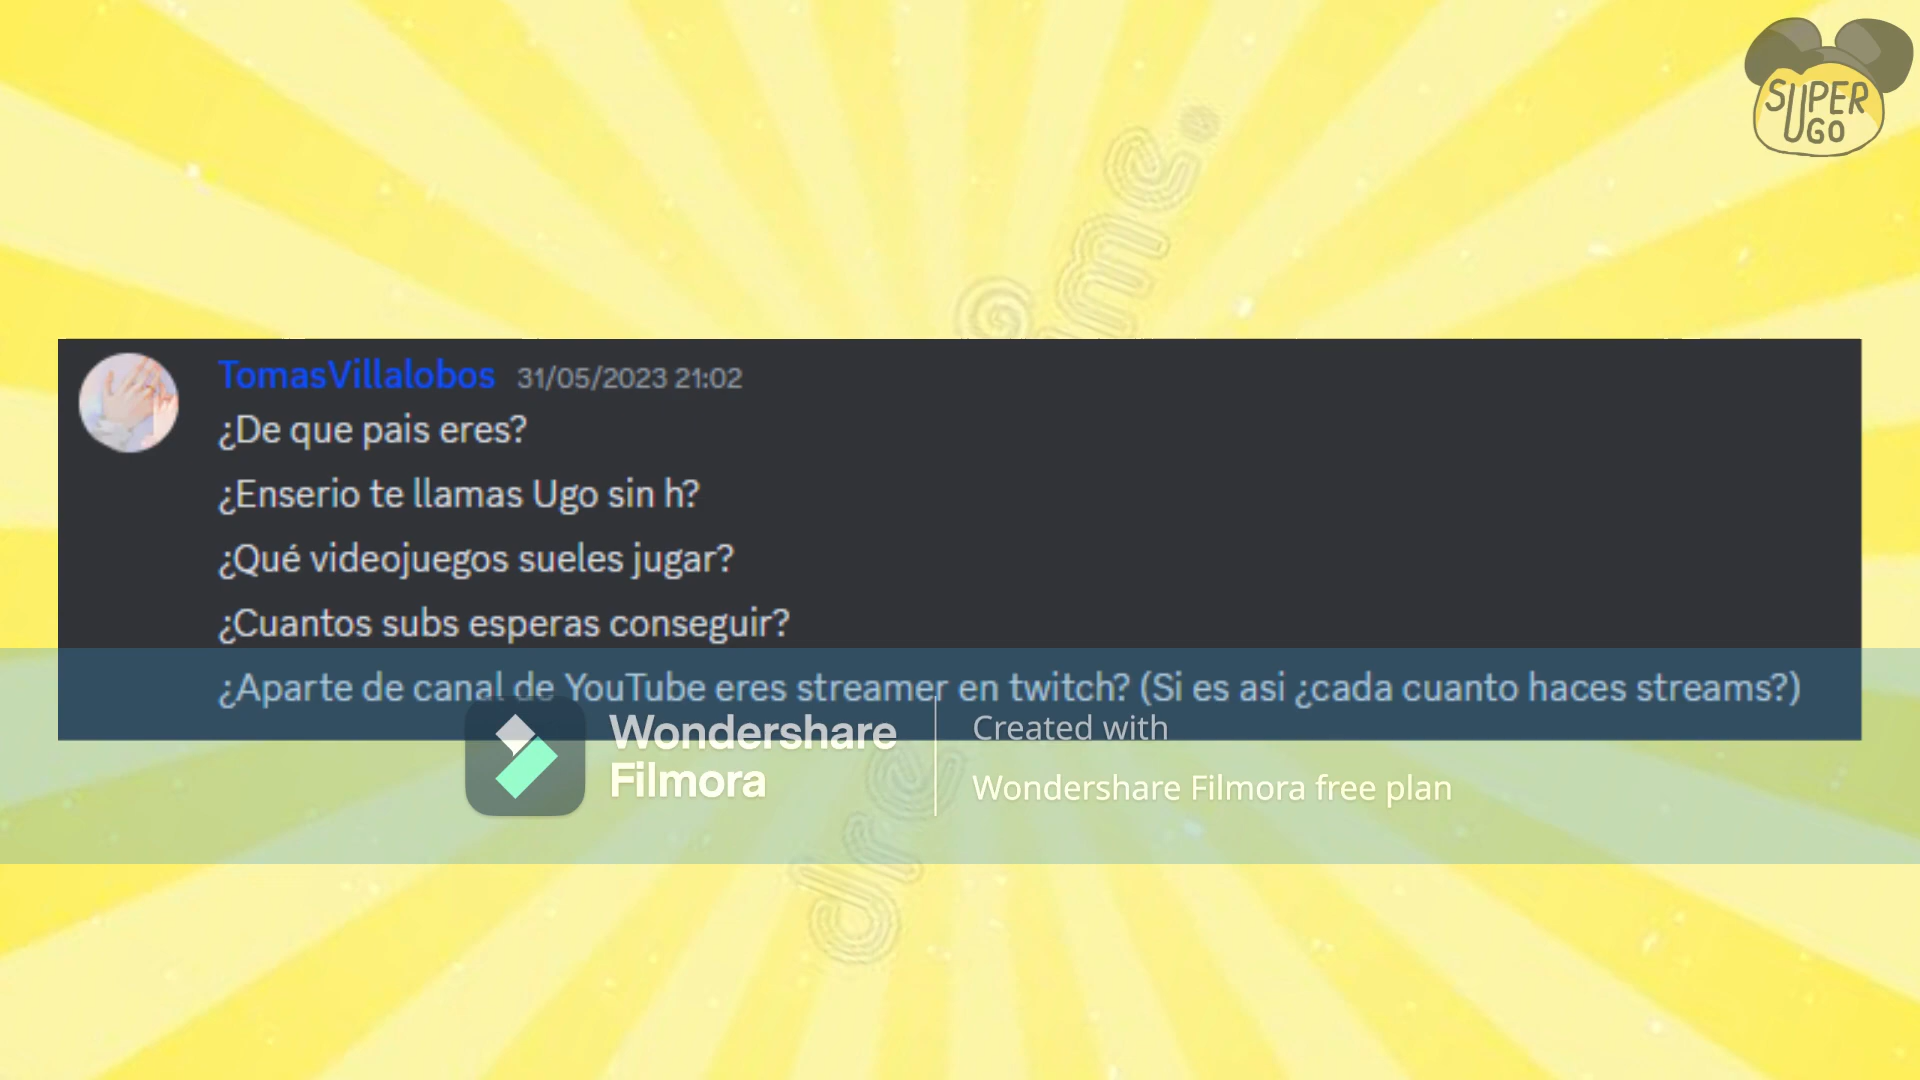 SUPER
UGO
TomasVillalobos 31/05/2023 21:02
¿De que pais eres?
¿Enserio te llamas Ugo sin h?
¿Qué videojuegos sueles jugar?
¿Cuantos subs esperas conseguir?
¿Aparte de canal de YouTube eres streamer en twitch? (Si es asi ¿cada cuanto haces streams?)
Wondershare
Filmora
Created with
Wondershare Filmora free plan